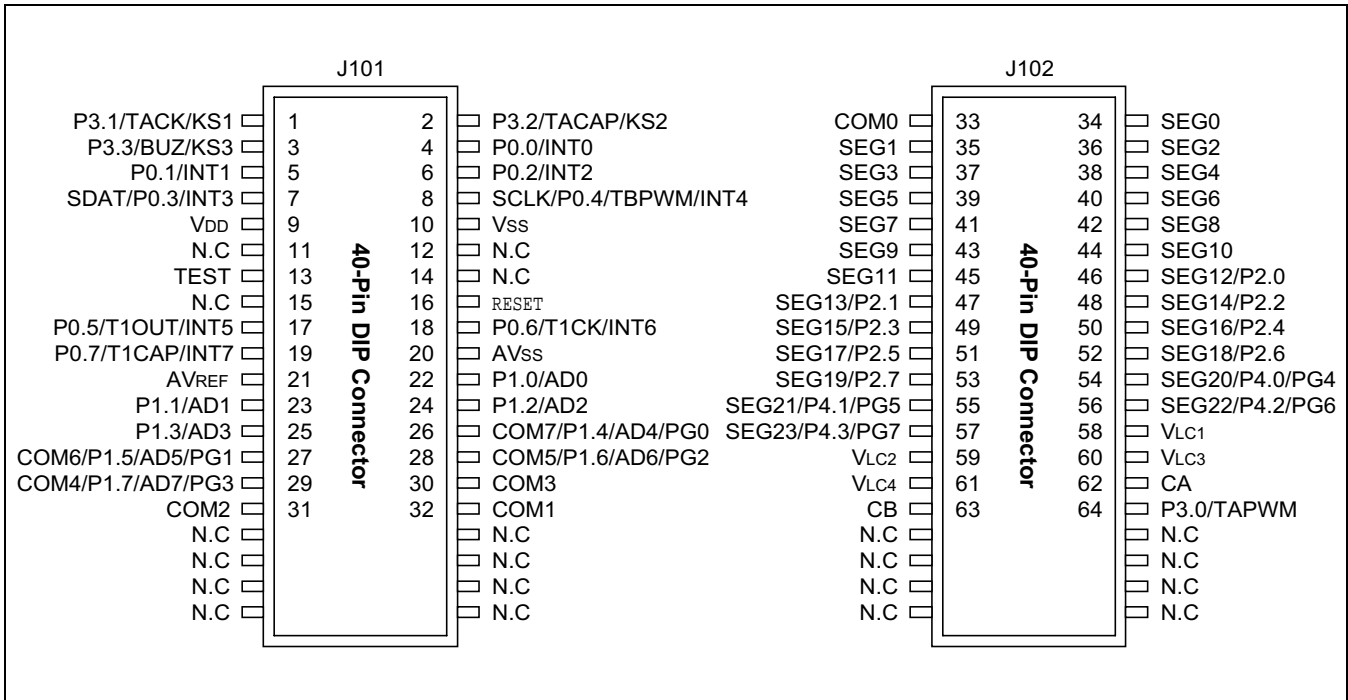 J101 J102
P3.1/TACK/KS1 1 2 P3.2/TACAP/KS2 COM0 33 34 SEG0
P3.3/BUZ/KS3 3 4 P0.0/INT0 SEG1 35 36 SEG2
P0.1/INT1 5 6 P0.2/INT2 SEG3 37 38 SEG4
SDAT/P0.3/INT3 7 8 SCLK/P0.4/TBPWM/INT4 SEG5 39 40 SEG6
VDD 9 10 VSS SEG7 41 42 SEG8
N.C 11 12 N.C SEG9 43 44 SEG10
TEST 13 14 N.C SEG11 45 46 SEG12/P2.0
N.C 15 16 RESET SEG13/P2.1 47 48 SEG14/P2.2
P0.5/T1OUT/INT5 17 18 P0.6/T1CK/INT6 SEG15/P2.3 49 50 SEG16/P2.4
P0.7/T1CAP/INT7 19 20 AVSS SEG17/P2.5 51 52 SEG18/P2.6
AVREF 21 22 P1.0/AD0 SEG19/P2.7 53 54 SEG20/P4.0/PG4
P1.1/AD1 23 24 P1.2/AD2 SEG21/P4.1/PG5 55 56 SEG22/P4.2/PG6
P1.3/AD3 25 26 COM7/P1.4/AD4/PG0 SEG23/P4.3/PG7 57 58 VLC1
COM6/P1.5/AD5/PG1 27 28 COM5/P1.6/AD6/PG2 VLC2 59 60 VLC3
COM4/P1.7/AD7/PG3 29 30 COM3 VLC4 61 62 CA
COM2 31 32 COM1 CB 63 64 P3.0/TAPWM
N.C N.C N.C N.C
N.C N.C N.C N.C
N.C N.C N.C N.C
N.C N.C N.C N.C
40-Pin DIP Connector
40-Pin DIP Connector